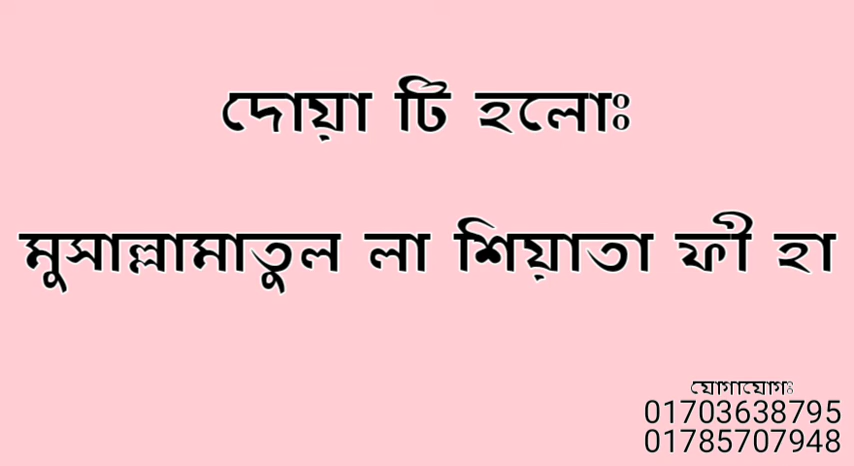 দোয়া টি হলোঃ
মুসাল্লামাতুল লা শিয়াতা ফী হা
যোগাযোগঃ
01703638795
01785707948